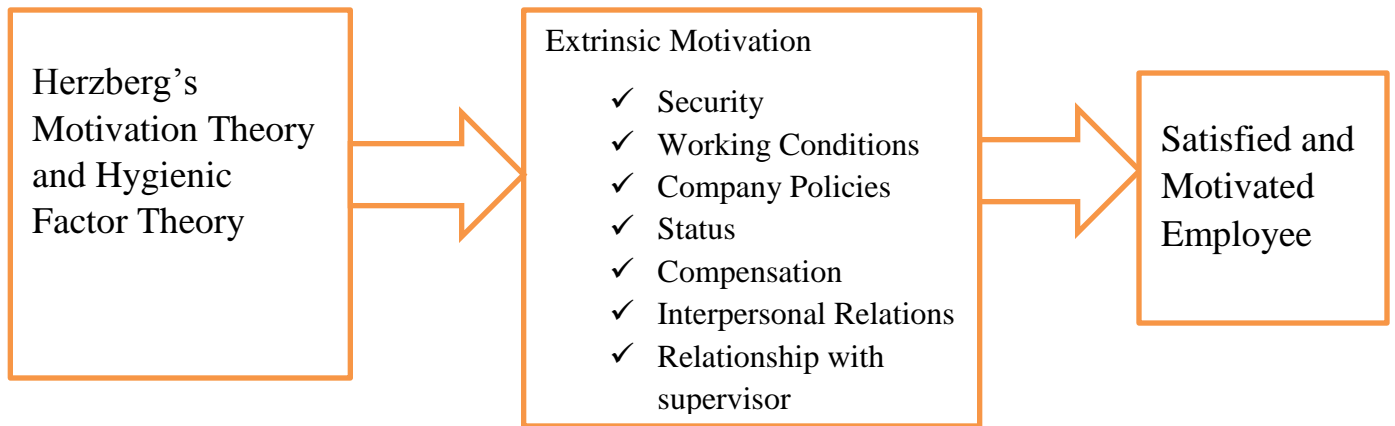 Herzberg’s
Motivation Theory
and Hygienic
Factor Theory
Extrinsic Motivation
✓ Security
✓ Working Conditions
✓ Company Policies
✓ Status
✓ Compensation
✓ Interpersonal Relations
✓ Relationship with
supervisor
Satisfied and
Motivated
Employee